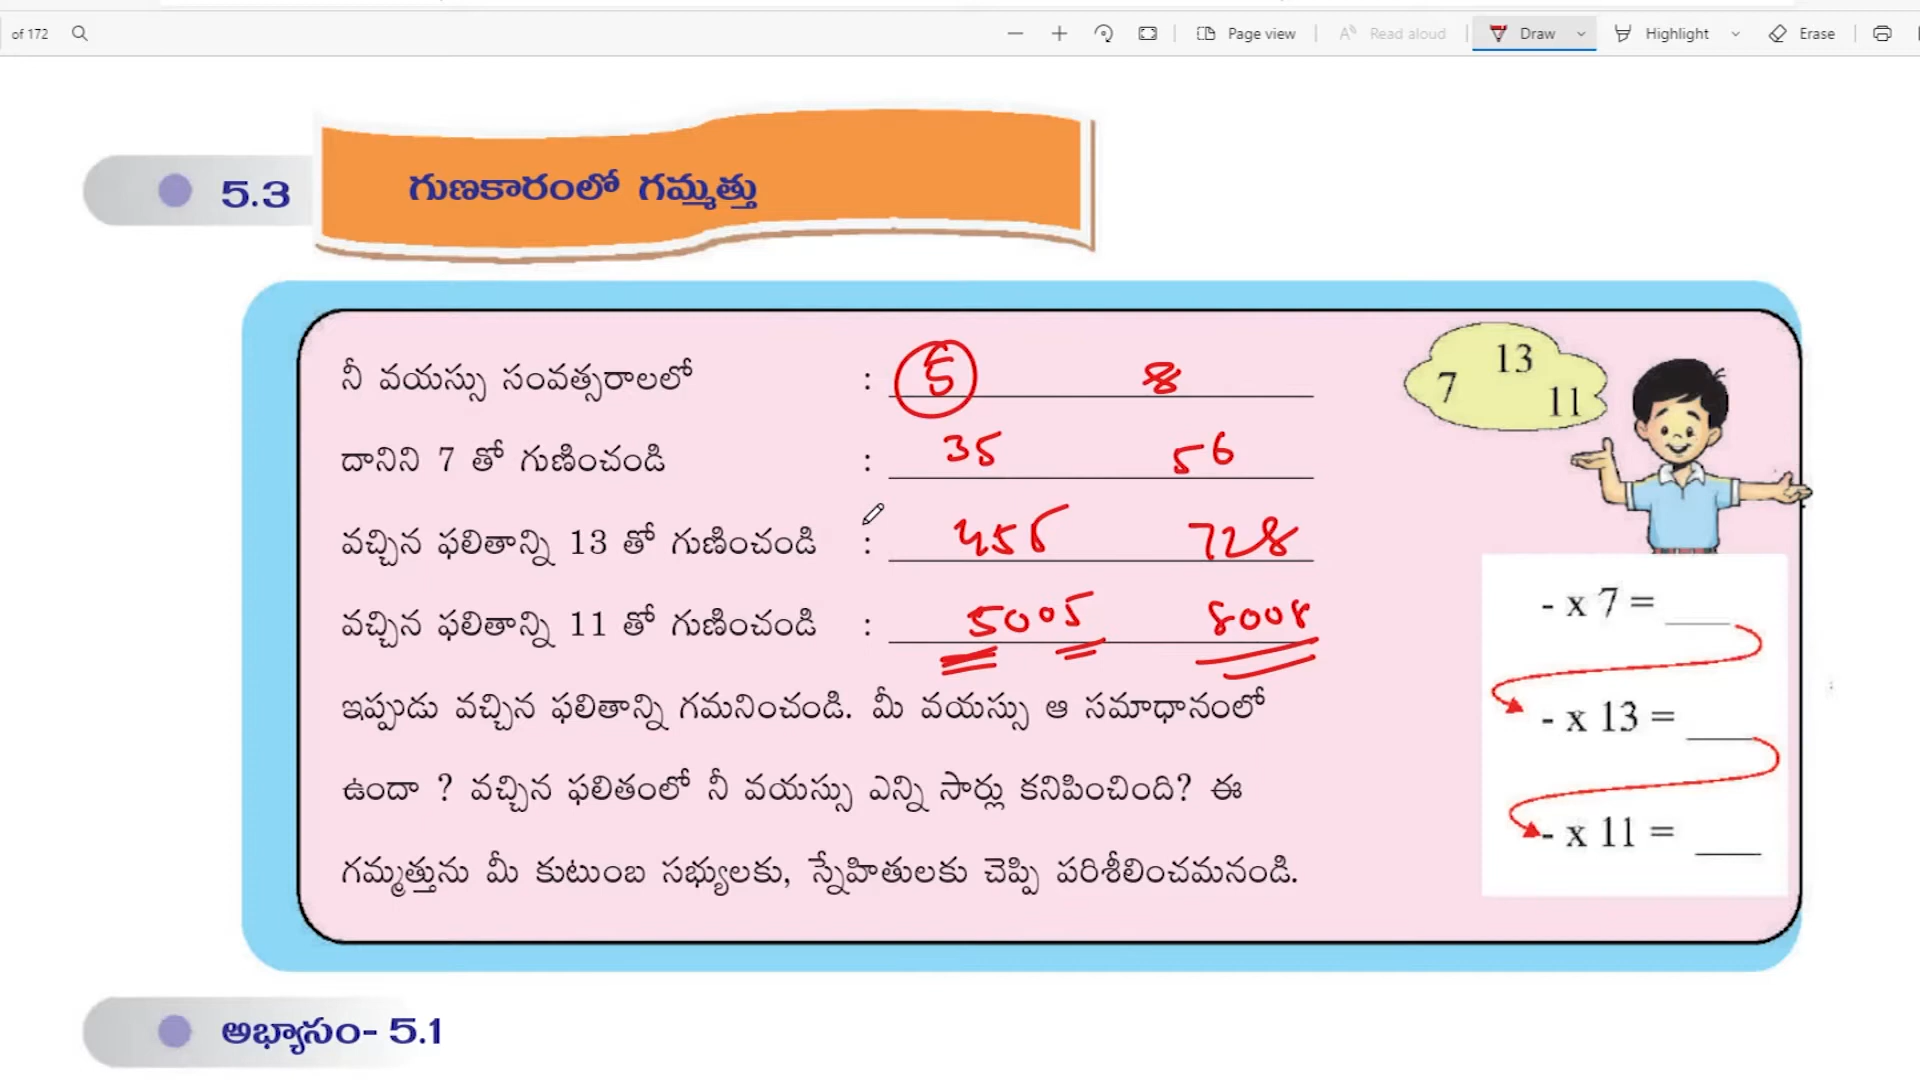 of 172 Page view Read aloud Draw Highlight Erase
5.3 గుణకారంలో గమ్మత్తు
నీ వయస్సు సంవత్సరాలలో : 5 8
దానిని 7 తో గుణించండి : 35 56
వచ్చిన ఫలితాన్ని 13 తో గుణించండి : 455 728
వచ్చిన ఫలితాన్ని 11 తో గుణించండి : 5005 8008
ఇప్పుడు వచ్చిన ఫలితాన్ని గమనించండి. మీ వయస్సు ఆ సమాధానంలో
ఉందా ? వచ్చిన ఫలితంలో నీ వయస్సు ఎన్ని సార్లు కనిపించింది? ఈ
గమ్మత్తును మీ కుటుంబ సభ్యులకు, స్నేహితులకు చెప్పి పరిశీలించమనండి.
7 13 11
- x 7 = ___
- x 13 = ___
- x 11 = ___
అభ్యాసం- 5.1